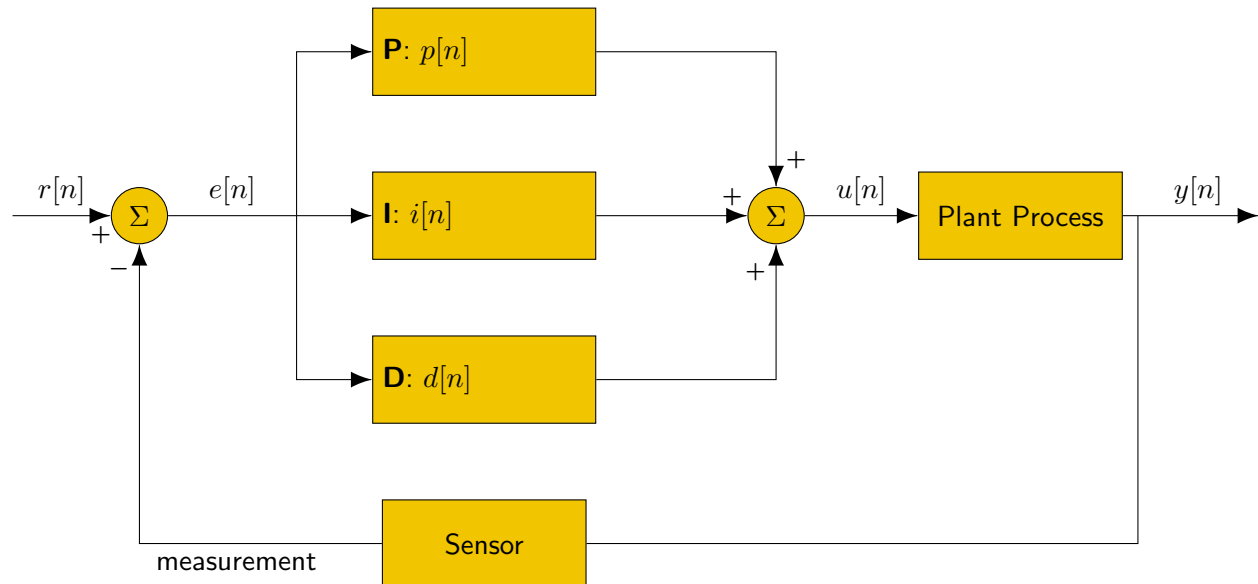 P: p[n]
r[n]
+
Σ
−
e[n]
I: i[n]
+
+
Σ
+
u[n]
Plant Process
y[n]
D: d[n]
Sensor
measurement